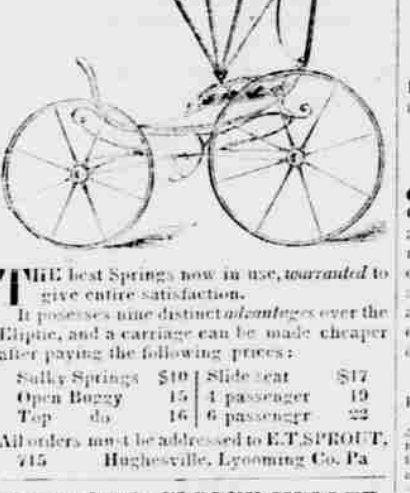 THE best Springs now in use, warranted to
give entire satisfaction.
It posesses nine distinct advantages over the
Eliptic, and a carriage can be made cheaper
after paying the following prices:
Sulky Springs $10 | Slide seat $17
Open Buggy 15 | 4 passenger 19
Top do 16 | 6 passengr 22
All orders must be addressed to E.T.SPROUT,
715 Hughesville, Lycoming Co. Pa